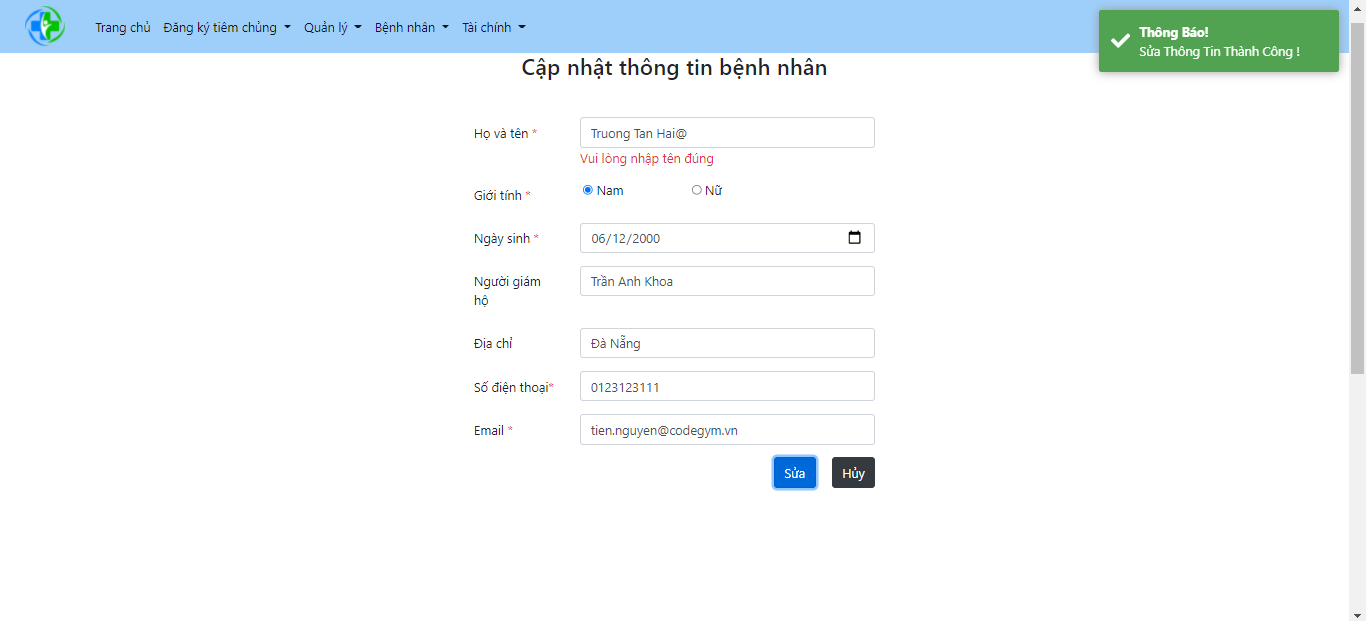 Trang chủ Đăng ký tiêm chủng Quản lý Bệnh nhân Tài chính
Thông Báo!
Sửa Thông Tin Thành Công !
Cập nhật thông tin bệnh nhân
Họ và tên * Truong Tan Hai@
Vui lòng nhập tên đúng
Giới tính * Nam Nữ
Ngày sinh * 06/12/2000
Người giám hộ Trần Anh Khoa
Địa chỉ Đà Nẵng
Số điện thoại* 0123123111
Email * tien.nguyen@codegym.vn
Sửa Hủy